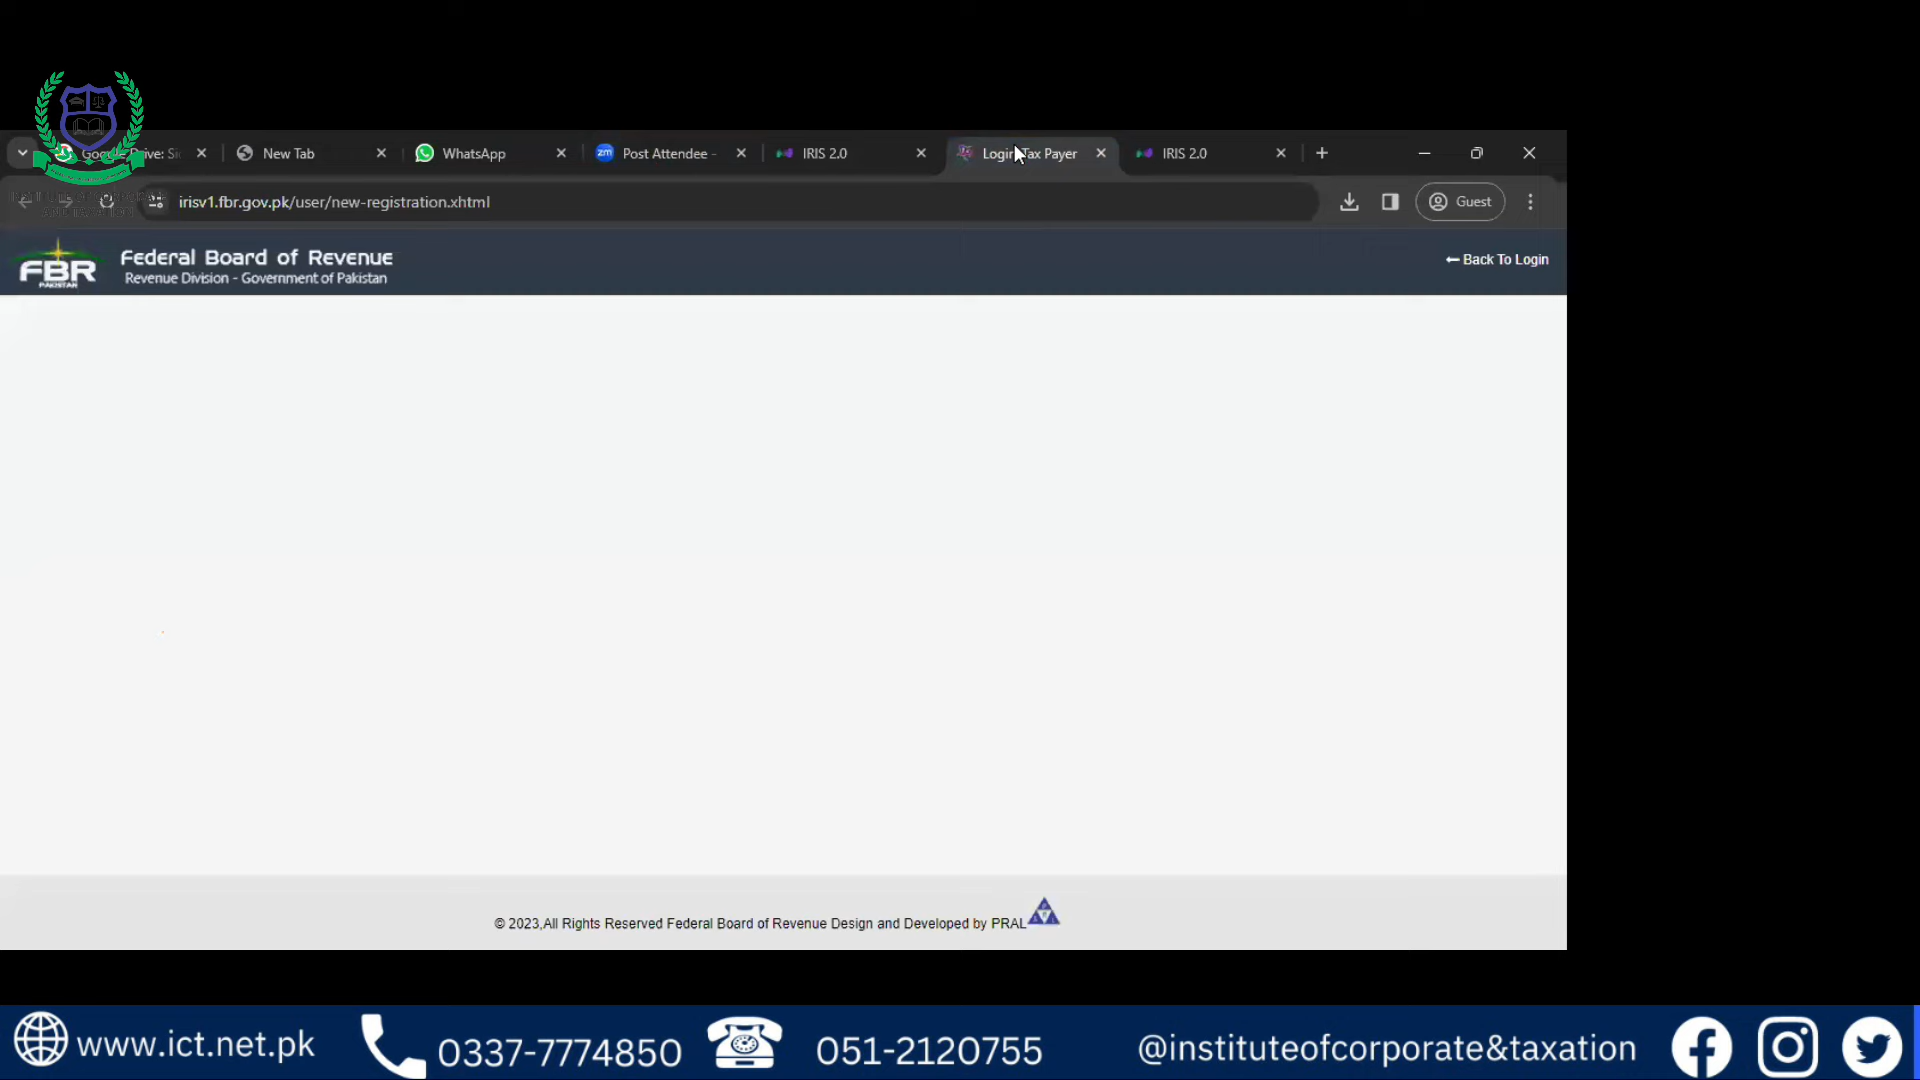 Google Drive: Si
New Tab
WhatsApp
Post Attendee -
IRIS 2.0
Login Tax Payer
IRIS 2.0
irisv1.fbr.gov.pk/user/new-registration.xhtml
Guest
FBR
PAKISTAN
Federal Board of Revenue
Revenue Division - Government of Pakistan
Back To Login
© 2023,All Rights Reserved Federal Board of Revenue Design and Developed by PRAL
www.ict.net.pk
0337-7774850
051-2120755
@instituteofcorporate&taxation